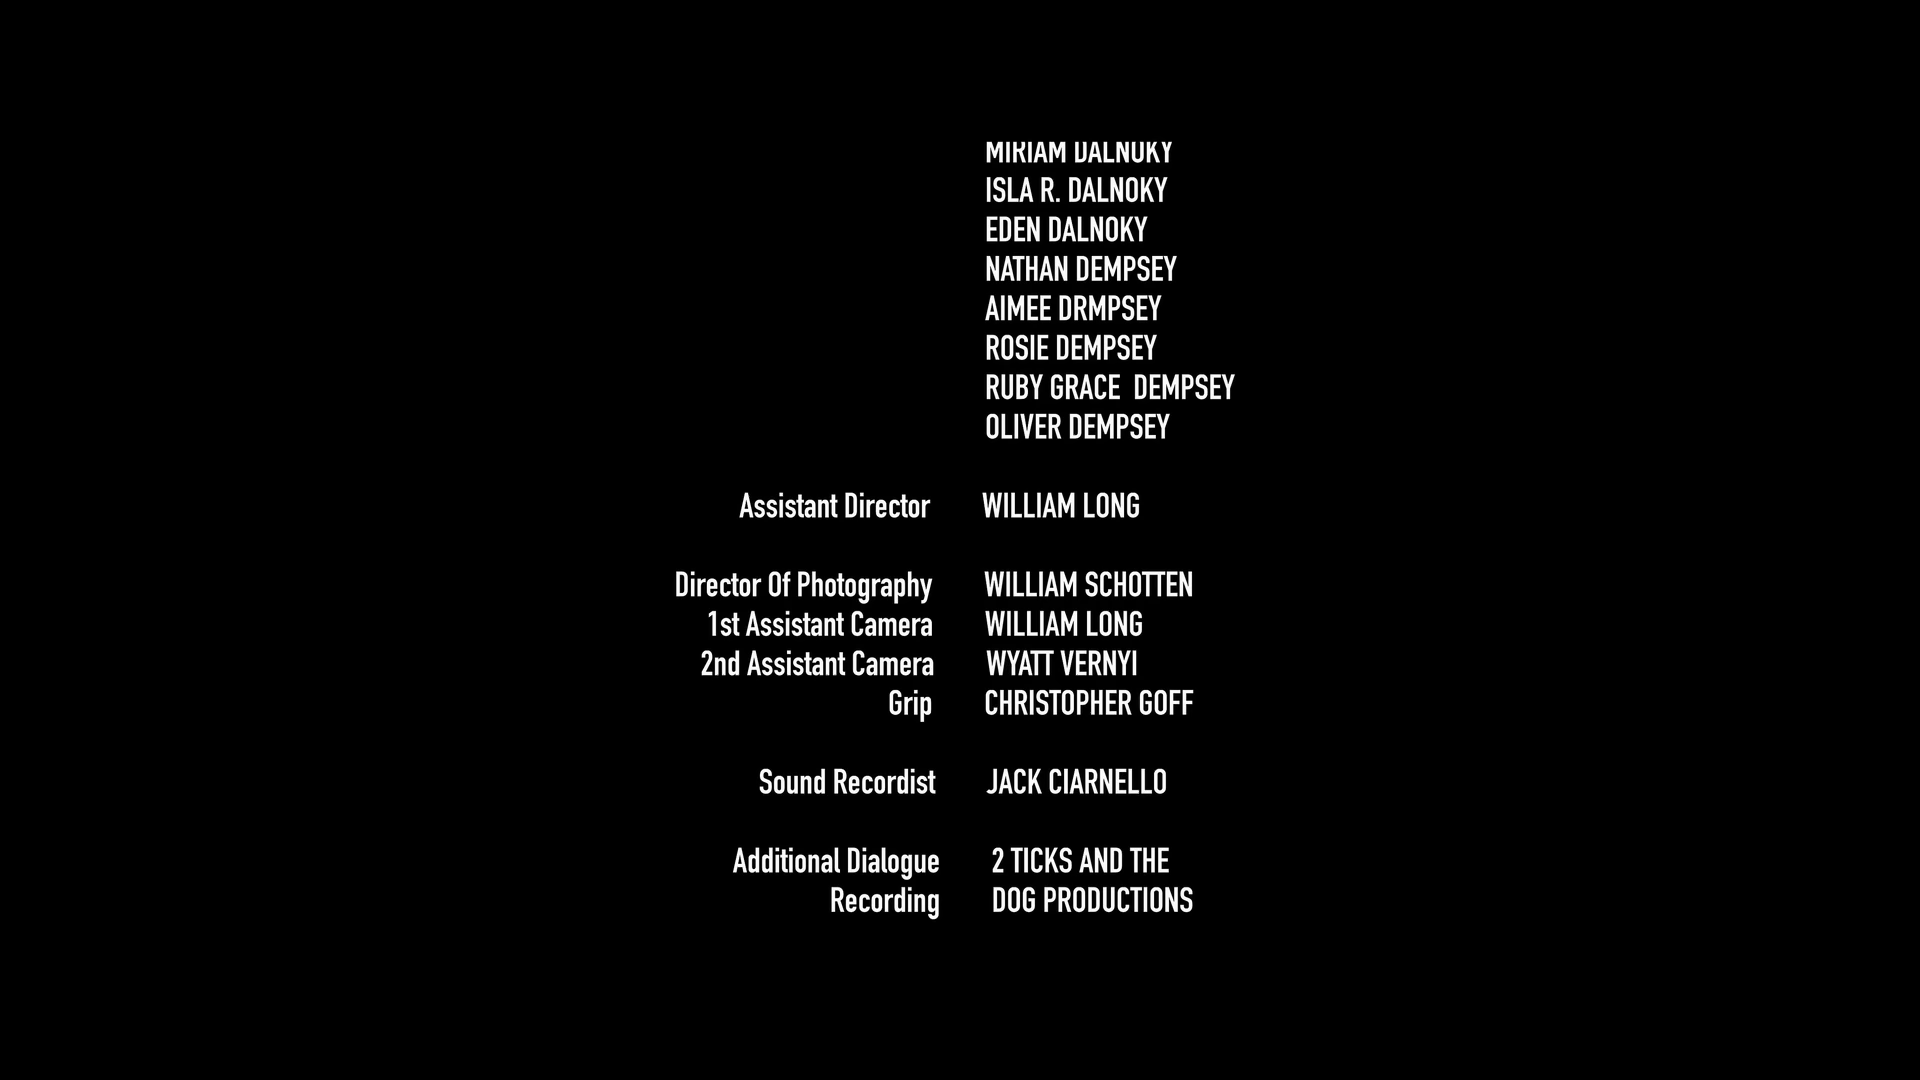 MIRIAM DALNOKY
ISLA R. DALNOKY
EDEN DALNOKY
NATHAN DEMPSEY
AIMEE DRMPSEY
ROSIE DEMPSEY
RUBY GRACE  DEMPSEY
OLIVER DEMPSEY
Assistant Director WILLIAM LONG
Director Of Photography WILLIAM SCHOTTEN
1st Assistant Camera WILLIAM LONG
2nd Assistant Camera WYATT VERNYI
Grip CHRISTOPHER GOFF
Sound Recordist JACK CIARNELLO
Additional Dialogue 2 TICKS AND THE
Recording DOG PRODUCTIONS